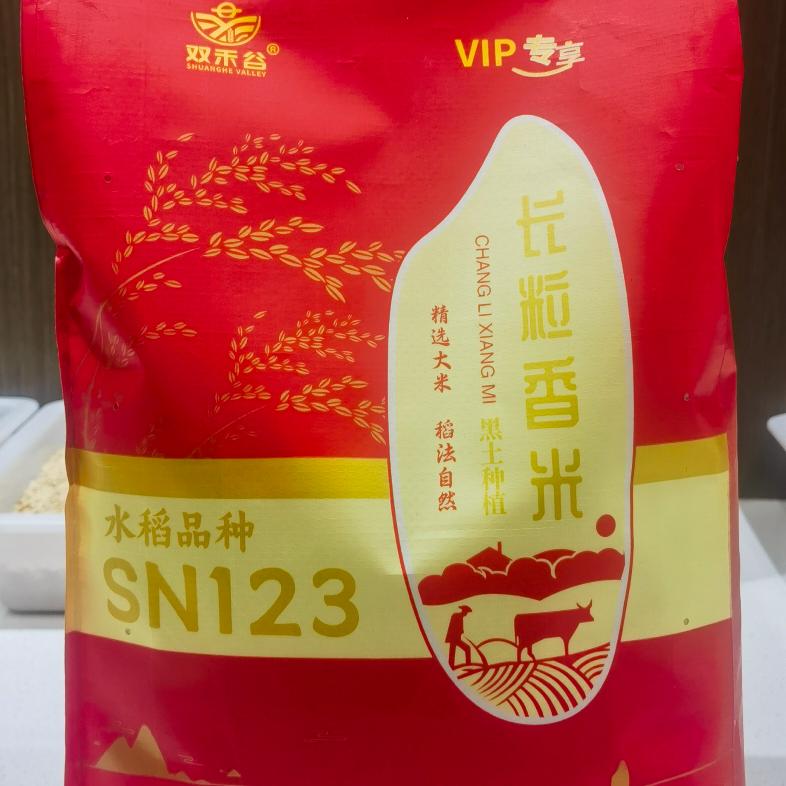 双禾谷®
SHUANGHE VALLEY
VIP专享
长粒香米
CHANG LI XIANG MI
黑土种植
精选大米 稻法自然
水稻品种
SN123